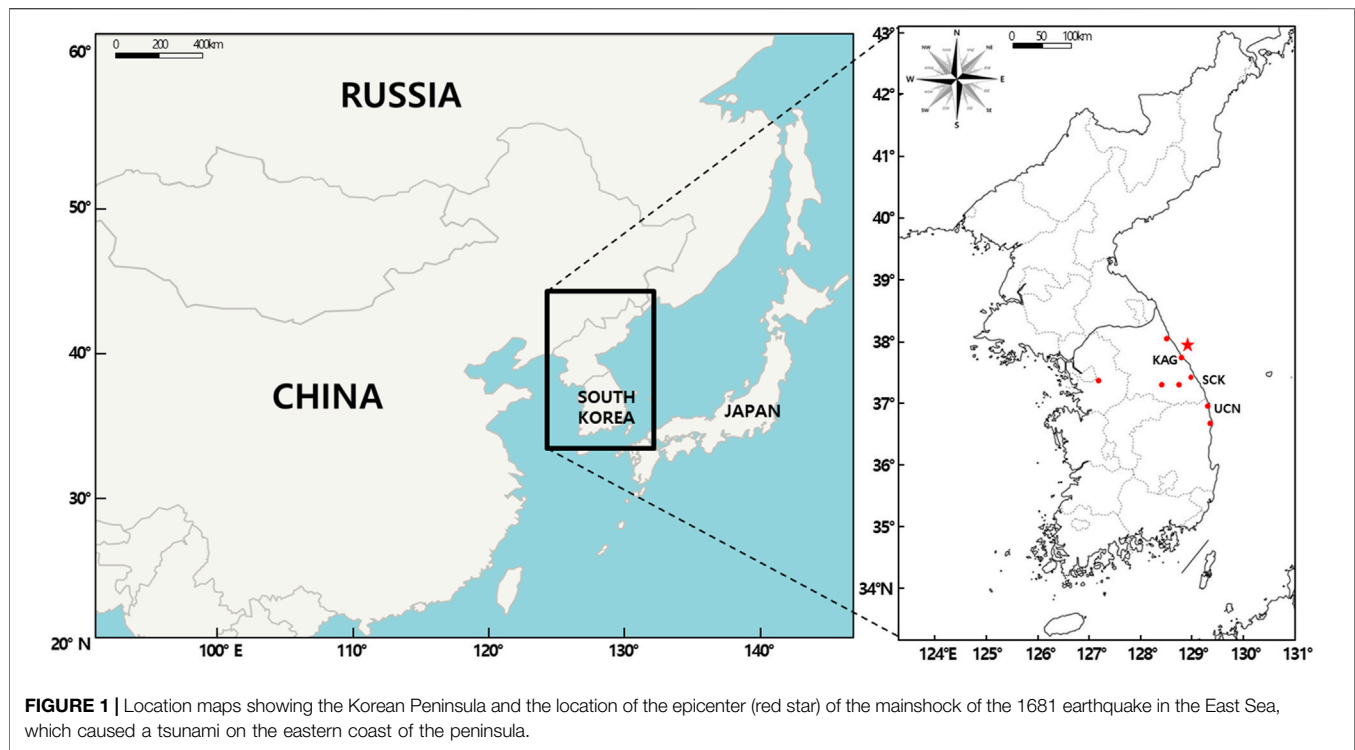 0 200 400km
60°
50°
40°
30°
20° N
100° E
110°
120°
130°
140°
RUSSIA
CHINA
SOUTH
KOREA
JAPAN
0 50 100km
N
NW
NE
W
E
SW
SE
S
43°
42°
41°
40°
39°
38°
37°
36°
35°
34°N
124°E
125°
126°
127°
128°
129°
130°
131°
KAG
SCK
UCN
FIGURE 1 | Location maps showing the Korean Peninsula and the location of the epicenter (red star) of the mainshock of the 1681 earthquake in the East Sea,
which caused a tsunami on the eastern coast of the peninsula.